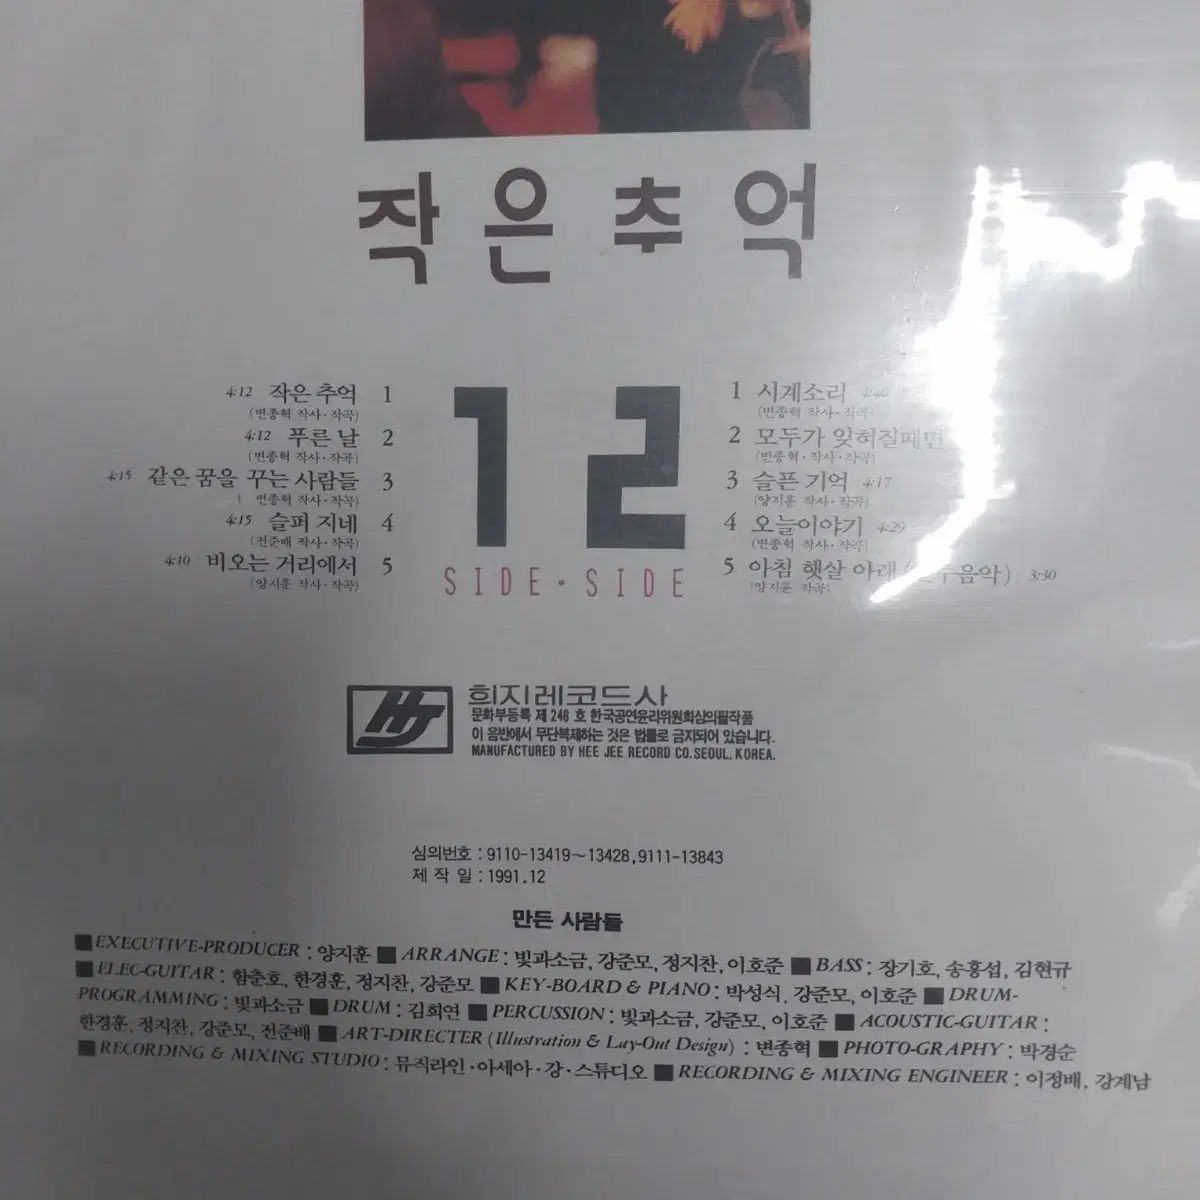 작은추억
4:12 작은 추억 1
(변종혁 작사·작곡)
4:12 푸른 날 2
(변종혁 작사·작곡)
4:15 같은 꿈을 꾸는 사람들 3
( 변종혁 작사·작곡)
4:15 슬퍼 지네 4
(전준배 작사·작곡)
4:10 비오는 거리에서 5
(양지훈 작사·작곡)
1 2
SIDE·SIDE
1 시계소리 4:40
(변종혁 작사·작곡)
2 모두가 잊혀질때면
(변종혁·작사·작곡)
3 슬픈 기억 4:17
(양지훈 작사·작곡)
4 오늘이야기 4:29
(변종혁 작사·작곡)
5 아침 햇살 아래 음악) 3:30
(양지훈 작곡)
HJ 희지레코드사
문화부등록 제 246 호 한국공연윤리위원회심의필작품
이 음반에서 무단복제하는 것은 법률로 금지되어 있습니다.
MANUFACTURED BY HEE JEE RECORD CO. SEOUL. KOREA.
심의번호 : 9110-13419~13428, 9111-13843
제 작 일 : 1991.12
만든 사람들
■ EXECUTIVE-PRODUCER : 양지훈 ■ ARRANGE : 빛과소금, 강준모, 정지찬, 이호준 ■ BASS : 장기호, 송홍섭, 김현규
■ ELEC-GUITAR : 함춘호, 한경훈, 정지찬, 강준모 ■ KEY-BOARD & PIANO : 박성식, 강준모, 이호준 ■ DRUM-
PROGRAMMING : 빛과소금 ■ DRUM : 김희연 ■ PERCUSSION : 빛과소금, 강준모, 이호준 ■ ACOUSTIC-GUITAR :
한경훈, 정지찬, 강준모, 전준배 ■ ART-DIRECTER (Illustration & Lay-Out Design) : 변종혁 ■ PHOTO-GRAPHY : 박경순
■ RECORDING & MIXING STUDIO : 뮤직라인·아세아·강·스튜디오 ■ RECORDING & MIXING ENGINEER : 이정배, 강계남